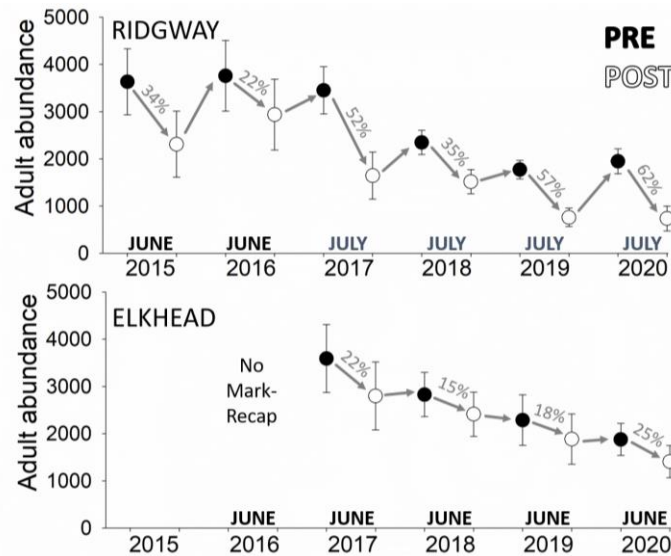 RIDGWAY
PRE
POST
Adult abundance
5000
4000
3000
2000
1000
0
34%
22%
52%
35%
57%
62%
JUNE JUNE JULY JULY JULY JULY
2015 2016 2017 2018 2019 2020
ELKHEAD
Adult abundance
5000
4000
3000
2000
1000
0
No
Mark-
Recap
22%
15%
18%
25%
JUNE JUNE JUNE JUNE JUNE
2015 2016 2017 2018 2019 2020